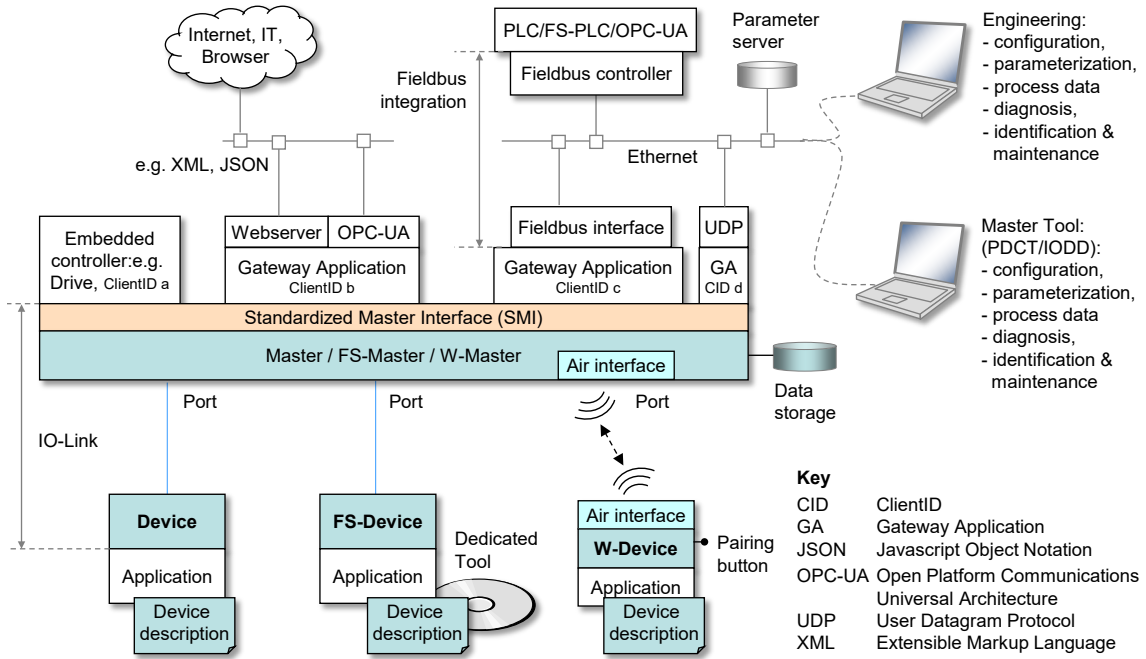 Internet, IT,
Browser
PLC/FS-PLC/OPC-UA
Fieldbus controller
Fieldbus
integration
Parameter
server
Engineering:
- configuration,
- parameterization,
- process data
- diagnosis,
- identification &
maintenance
e.g. XML, JSON
Ethernet
Embedded
controller:e.g.
Drive, ClientID a
Webserver
OPC-UA
Gateway Application
ClientID b
Fieldbus interface
Gateway Application
ClientID c
UDP
GA
CID d
Master Tool:
(PDCT/IODD):
- configuration,
- parameterization,
- process data
- diagnosis,
- identification &
maintenance
Standardized Master Interface (SMI)
Master / FS-Master / W-Master
Air interface
Data
storage
Port
Port
Port
IO-Link
Device
Application
Device
description
FS-Device
Application
Device
description
Dedicated
Tool
Air interface
W-Device
Application
Device
description
Pairing
button
Key
CID ClientID
GA Gateway Application
JSON Javascript Object Notation
OPC-UA Open Platform Communications
Universal Architecture
UDP User Datagram Protocol
XML Extensible Markup Language